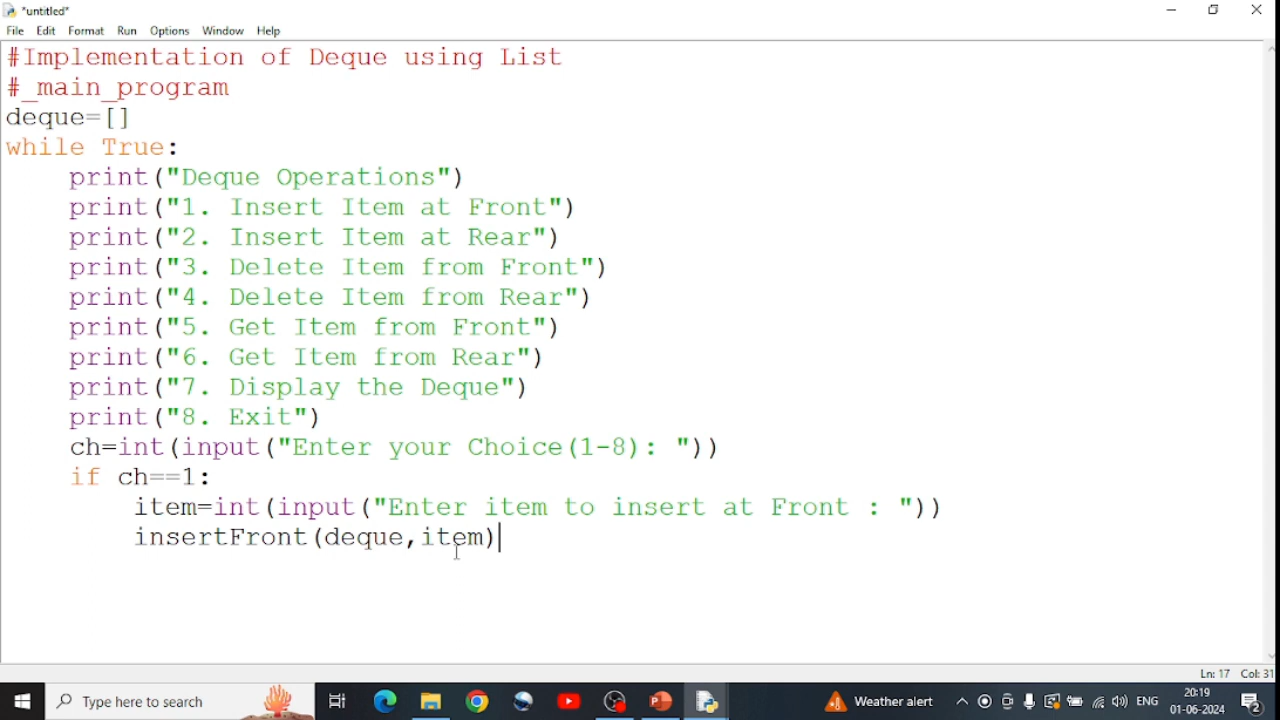 *untitled*
File Edit Format Run Options Window Help
#Implementation of Deque using List
#_main_program
deque=[]
while True:
    print("Deque Operations")
    print("1. Insert Item at Front")
    print("2. Insert Item at Rear")
    print("3. Delete Item from Front")
    print("4. Delete Item from Rear")
    print("5. Get Item from Front")
    print("6. Get Item from Rear")
    print("7. Display the Deque")
    print("8. Exit")
    ch=int(input("Enter your Choice(1-8): "))
    if ch==1:
        item=int(input("Enter item to insert at Front : "))
        insertFront(deque,item)
Ln: 17 Col: 31
Type here to search
Weather alert
ENG
20:19
01-06-2024
2